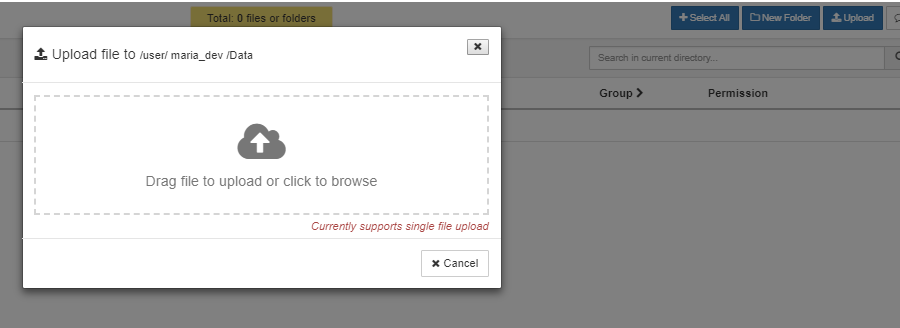 Total: 0 files or folders
Select All
New Folder
Upload
Upload file to /user/ maria_dev /Data
Search in current directory...
Group
Permission
Drag file to upload or click to browse
Currently supports single file upload
Cancel